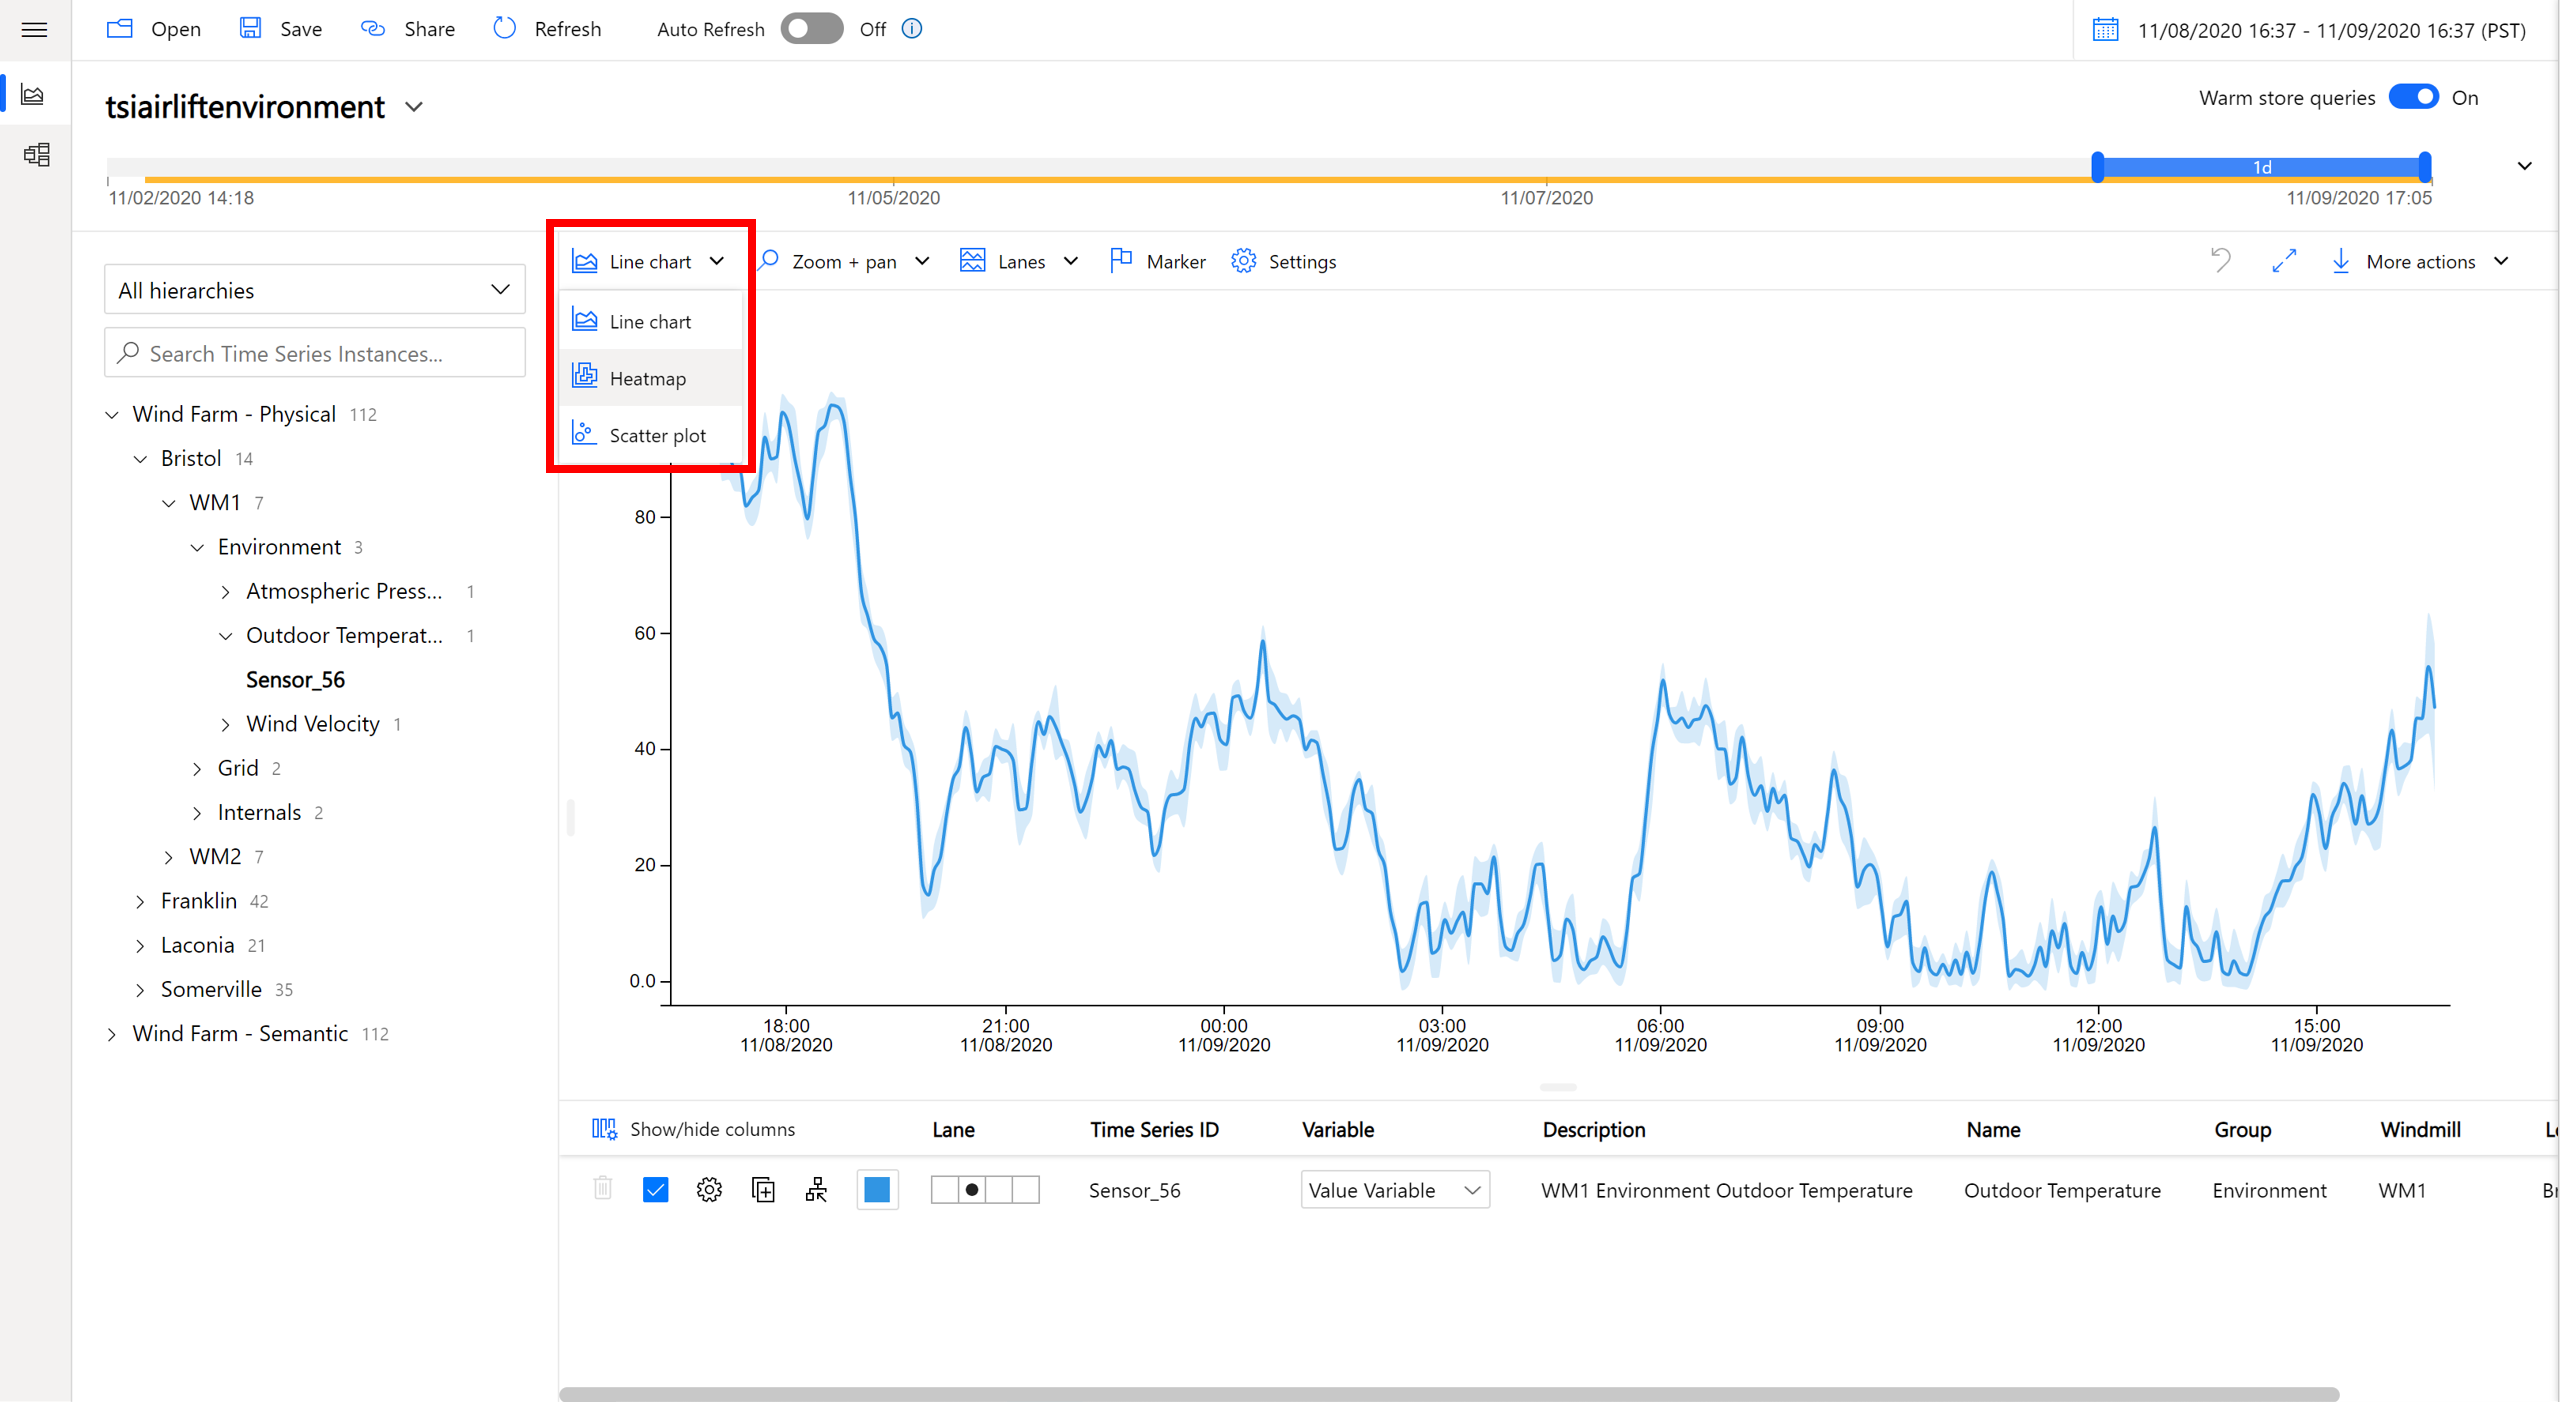 Open Save Share Refresh Auto Refresh Off 11/08/2020 16:37 - 11/09/2020 16:37 (PST)
tsiairliftenvironment Warm store queries On
1d
11/02/2020 14:18 11/05/2020 11/07/2020 11/09/2020 17:05
Line chart Zoom + pan Lanes Marker Settings More actions
Line chart
Heatmap
Scatter plot
All hierarchies
Search Time Series Instances...
Wind Farm - Physical 112
Bristol 14
WM1 7
Environment 3
Atmospheric Press... 1
Outdoor Temperat... 1
Sensor_56
Wind Velocity 1
Grid 2
Internals 2
WM2 7
Franklin 42
Laconia 21
Somerville 35
Wind Farm - Semantic 112
80
60
40
20
0.0
18:00 21:00 00:00 03:00 06:00 09:00 12:00 15:00
11/08/2020 11/08/2020 11/09/2020 11/09/2020 11/09/2020 11/09/2020 11/09/2020 11/09/2020
Show/hide columns Lane Time Series ID Variable Description Name Group Windmill
Sensor_56 Value Variable WM1 Environment Outdoor Temperature Outdoor Temperature Environment WM1